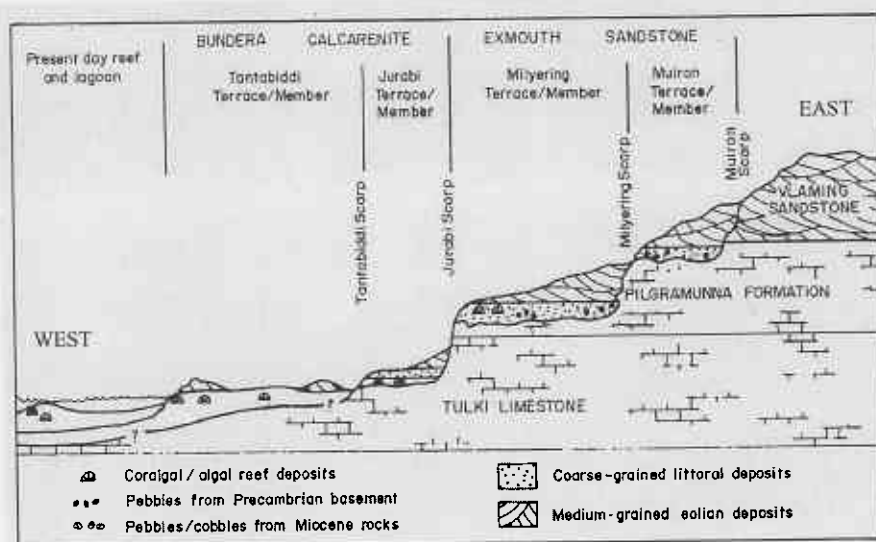 BUNDERA CALCARENITE EXMOUTH SANDSTONE
Present day reef
and lagoon
Tantabiddi
Terrace/Member
Jurabi
Terrace/
Member
Milyering
Terrace/Member
Muiron
Terrace/
Member
EAST
Tantabiddi Scarp
Jurabi Scarp
Milyering Scarp
Muiron Scarp
VLAMING
SANDSTONE
PILGRAMUNNA FORMATION
WEST
TULKI LIMESTONE
?
?
Coralgal / algal reef deposits
Pebbles from Precambrian basement
Pebbles/cobbles from Miocene rocks
Coarse-grained littoral deposits
Medium-grained eolian deposits